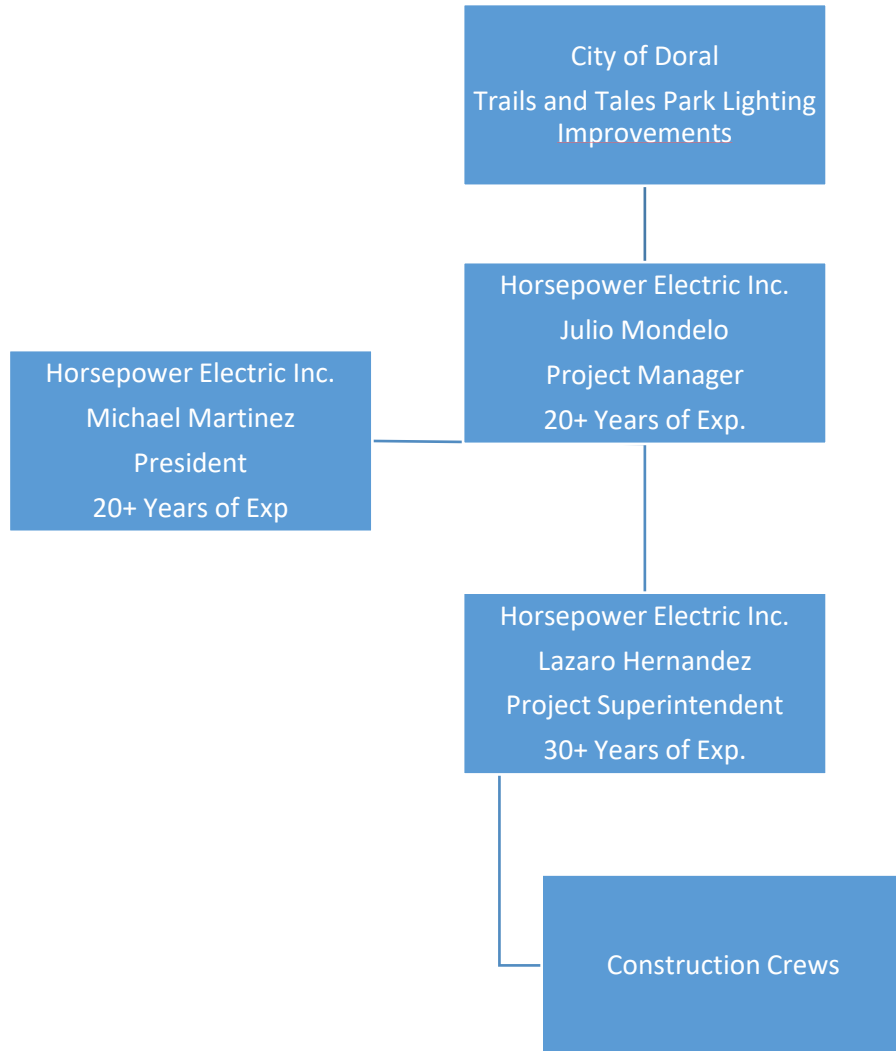 City of Doral
Trails and Tales Park Lighting
Improvements
Horsepower Electric Inc.
Julio Mondelo
Project Manager
20+ Years of Exp.
Horsepower Electric Inc.
Michael Martinez
President
20+ Years of Exp
Horsepower Electric Inc.
Lazaro Hernandez
Project Superintendent
30+ Years of Exp.
Construction Crews